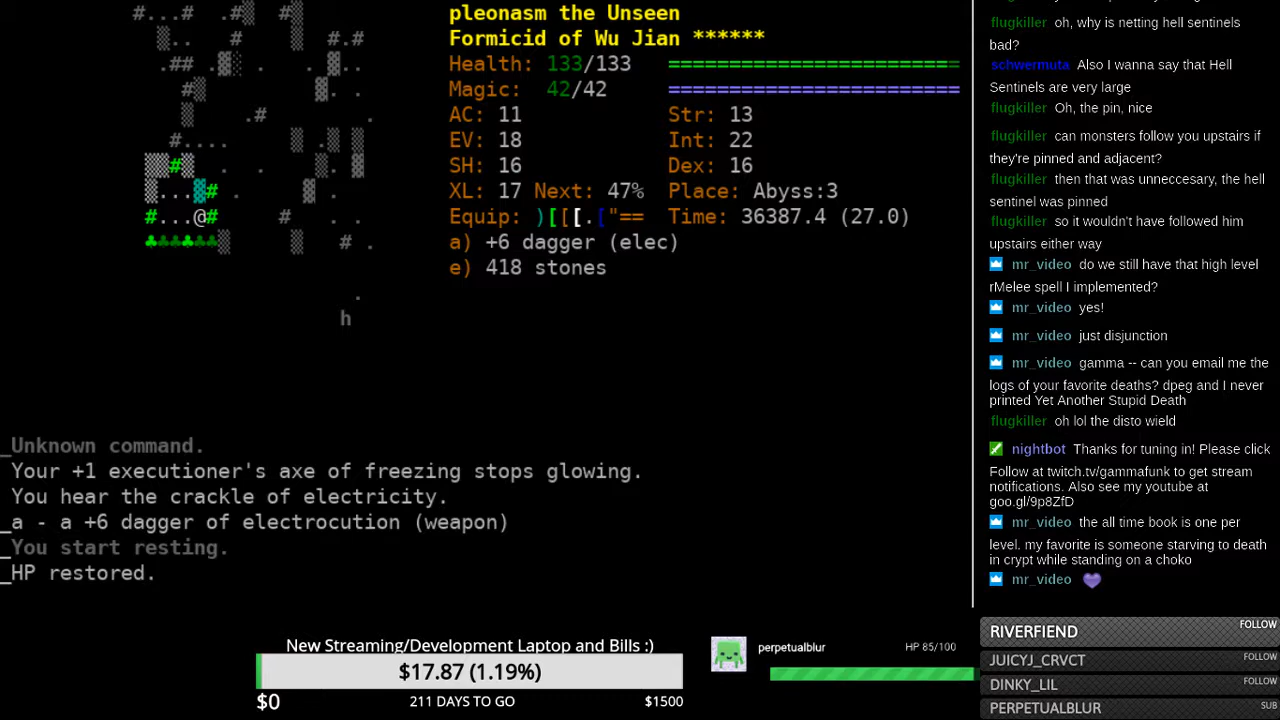 pleonasm the Unseen
Formicid of Wu Jian ******
Health: 133/133 ========================
Magic: 42/42 ========================
AC: 11 Str: 13
EV: 18 Int: 22
SH: 16 Dex: 16
XL: 17 Next: 47% Place: Abyss:3
Equip: )[[[.["== Time: 36387.4 (27.0)
a) +6 dagger (elec)
e) 418 stones
@
h
_Unknown command.
Your +1 executioner's axe of freezing stops glowing.
You hear the crackle of electricity.
_a - a +6 dagger of electrocution (weapon)
_You start resting.
_HP restored.
New Streaming/Development Laptop and Bills :)
$17.87 (1.19%)
$0 211 DAYS TO GO $1500
perpetualblur HP 85/100
flugkiller oh, why is netting hell sentinels
bad?
schwermuta Also I wanna say that Hell
Sentinels are very large
flugkiller Oh, the pin, nice
flugkiller can monsters follow you upstairs if
they're pinned and adjacent?
flugkiller then that was unneccesary, the hell
sentinel was pinned
flugkiller so it wouldn't have followed him
upstairs either way
mr_video do we still have that high level
rMelee spell I implemented?
mr_video yes!
mr_video just disjunction
mr_video gamma -- can you email me the
logs of your favorite deaths? dpeg and I never
printed Yet Another Stupid Death
flugkiller oh lol the disto wield
nightbot Thanks for tuning in! Please click
Follow at twitch.tv/gammafunk to get stream
notifications. Also see my youtube at
goo.gl/9p8ZfD
mr_video the all time book is one per
level. my favorite is someone starving to death
in crypt while standing on a choko
mr_video 💜
RIVERFIEND FOLLOW
JUICYJ_CRVCT FOLLOW
DINKY_LIL FOLLOW
PERPETUALBLUR SUB